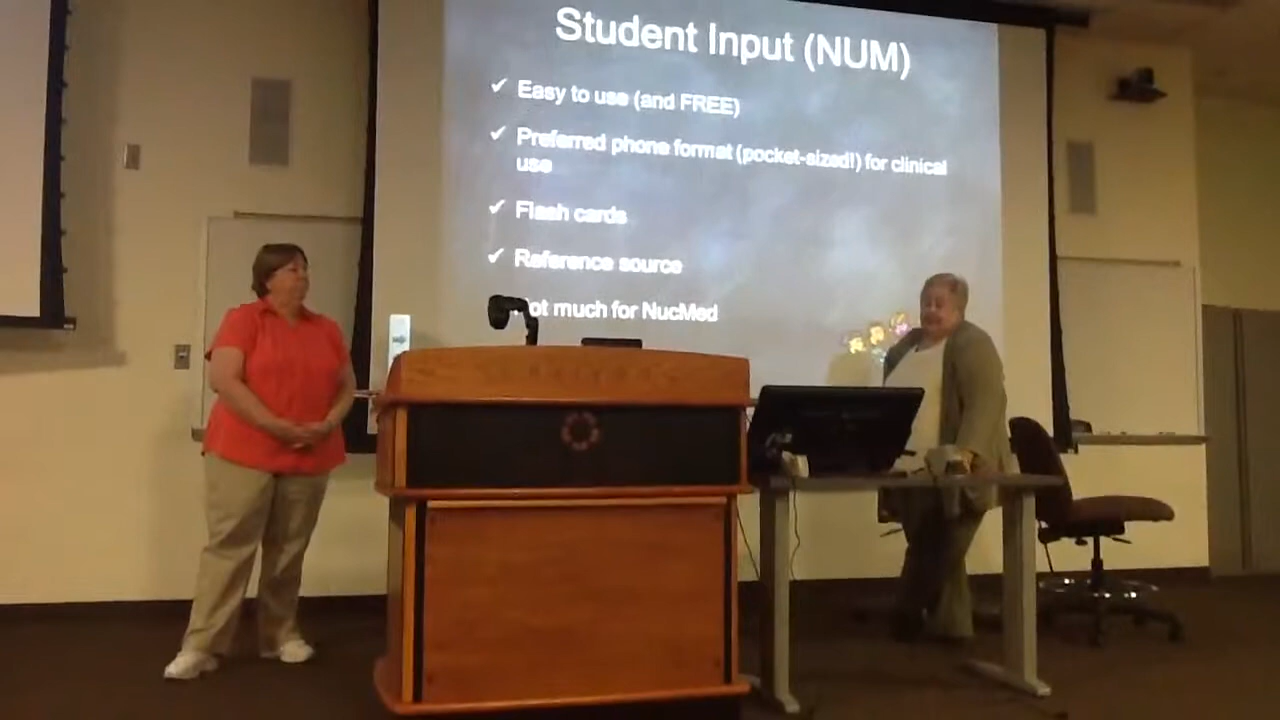 Student Input (NUM)
✓ Easy to use (and FREE)
✓ Preferred phone format (pocket-sized!) for clinical
use
✓ Flash cards
✓ Reference source
ot much for NucMed